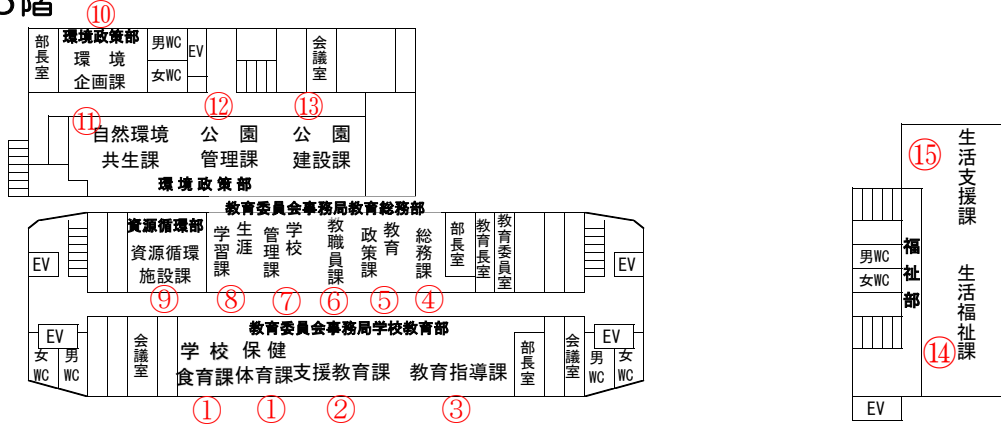 5階
⑩
環境政策部
部長室
環 境
企画課
男WC
女WC
EV
会議室
⑪
⑫
⑬
自然環境
共生課
公 園
管理課
公 園
建設課
環境政策部
教育委員会事務局教育総務部
資源循環部
資源循環
施設課
生涯
学習課
学校
管理課
教職員課
教育
政策課
総務課
部長室
教育長室
教育委員室
EV
EV
⑨
⑧
⑦
⑥
⑤
④
教育委員会事務局学校教育部
EV
女WC
男WC
会議室
学校
食育課
保健
体育課
支援教育課
教育指導課
部長室
会議室
EV
男WC
女WC
①
①
②
③
⑮
生活支援課
福祉部
男WC
女WC
生活福祉課
⑭
EV